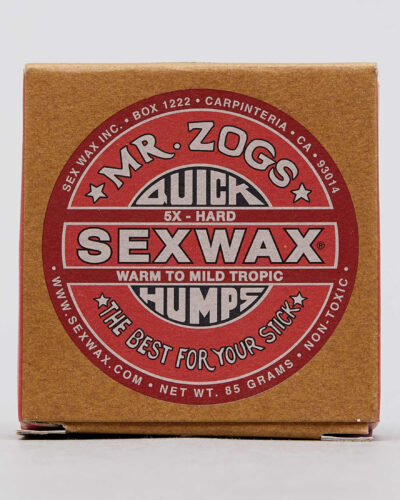 SEX WAX INC. • BOX 1222 • CARPINTERIA • CA • 93014
★ MR. ZOGS ★
QUICK
5X - HARD
SEXWAX®
WARM TO MILD TROPIC
HUMPS
★ THE BEST FOR YOUR STICK ★
• WWW.SEXWAX.COM • NET WT. 85 GRAMS • NON-TOXIC •